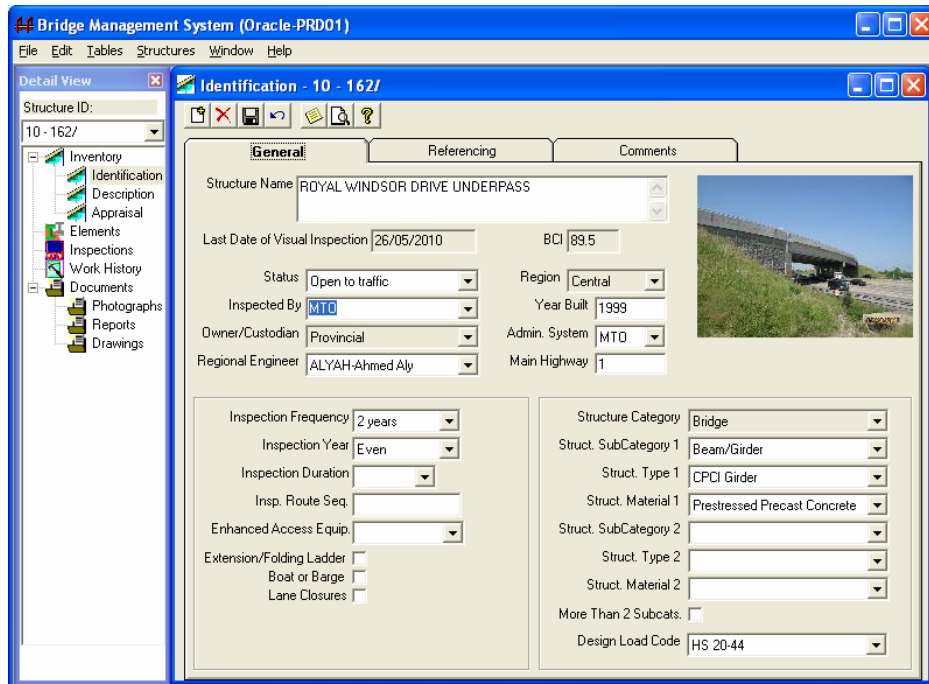 Bridge Management System (Oracle-PRD01)
File Edit Tables Structures Window Help
Detail View
Structure ID:
10 - 162/
Inventory
Identification
Description
Appraisal
Elements
Inspections
Work History
Documents
Photographs
Reports
Drawings
Identification - 10 - 162/
General Referencing Comments
Structure Name ROYAL WINDSOR DRIVE UNDERPASS
Last Date of Visual Inspection 26/05/2010 BCI 89.5
Status Open to traffic Region Central
Inspected By MTO Year Built 1999
Owner/Custodian Provincial Admin. System MTO
Regional Engineer ALYAH-Ahmed Aly Main Highway 1
Inspection Frequency 2 years
Inspection Year Even
Inspection Duration
Insp. Route Seq.
Enhanced Access Equip.
Extension/Folding Ladder
Boat or Barge
Lane Closures
Structure Category Bridge
Struct. SubCategory 1 Beam/Girder
Struct. Type 1 CPCI Girder
Struct. Material 1 Prestressed Precast Concrete
Struct. SubCategory 2
Struct. Type 2
Struct. Material 2
More Than 2 Subcats.
Design Load Code HS 20-44